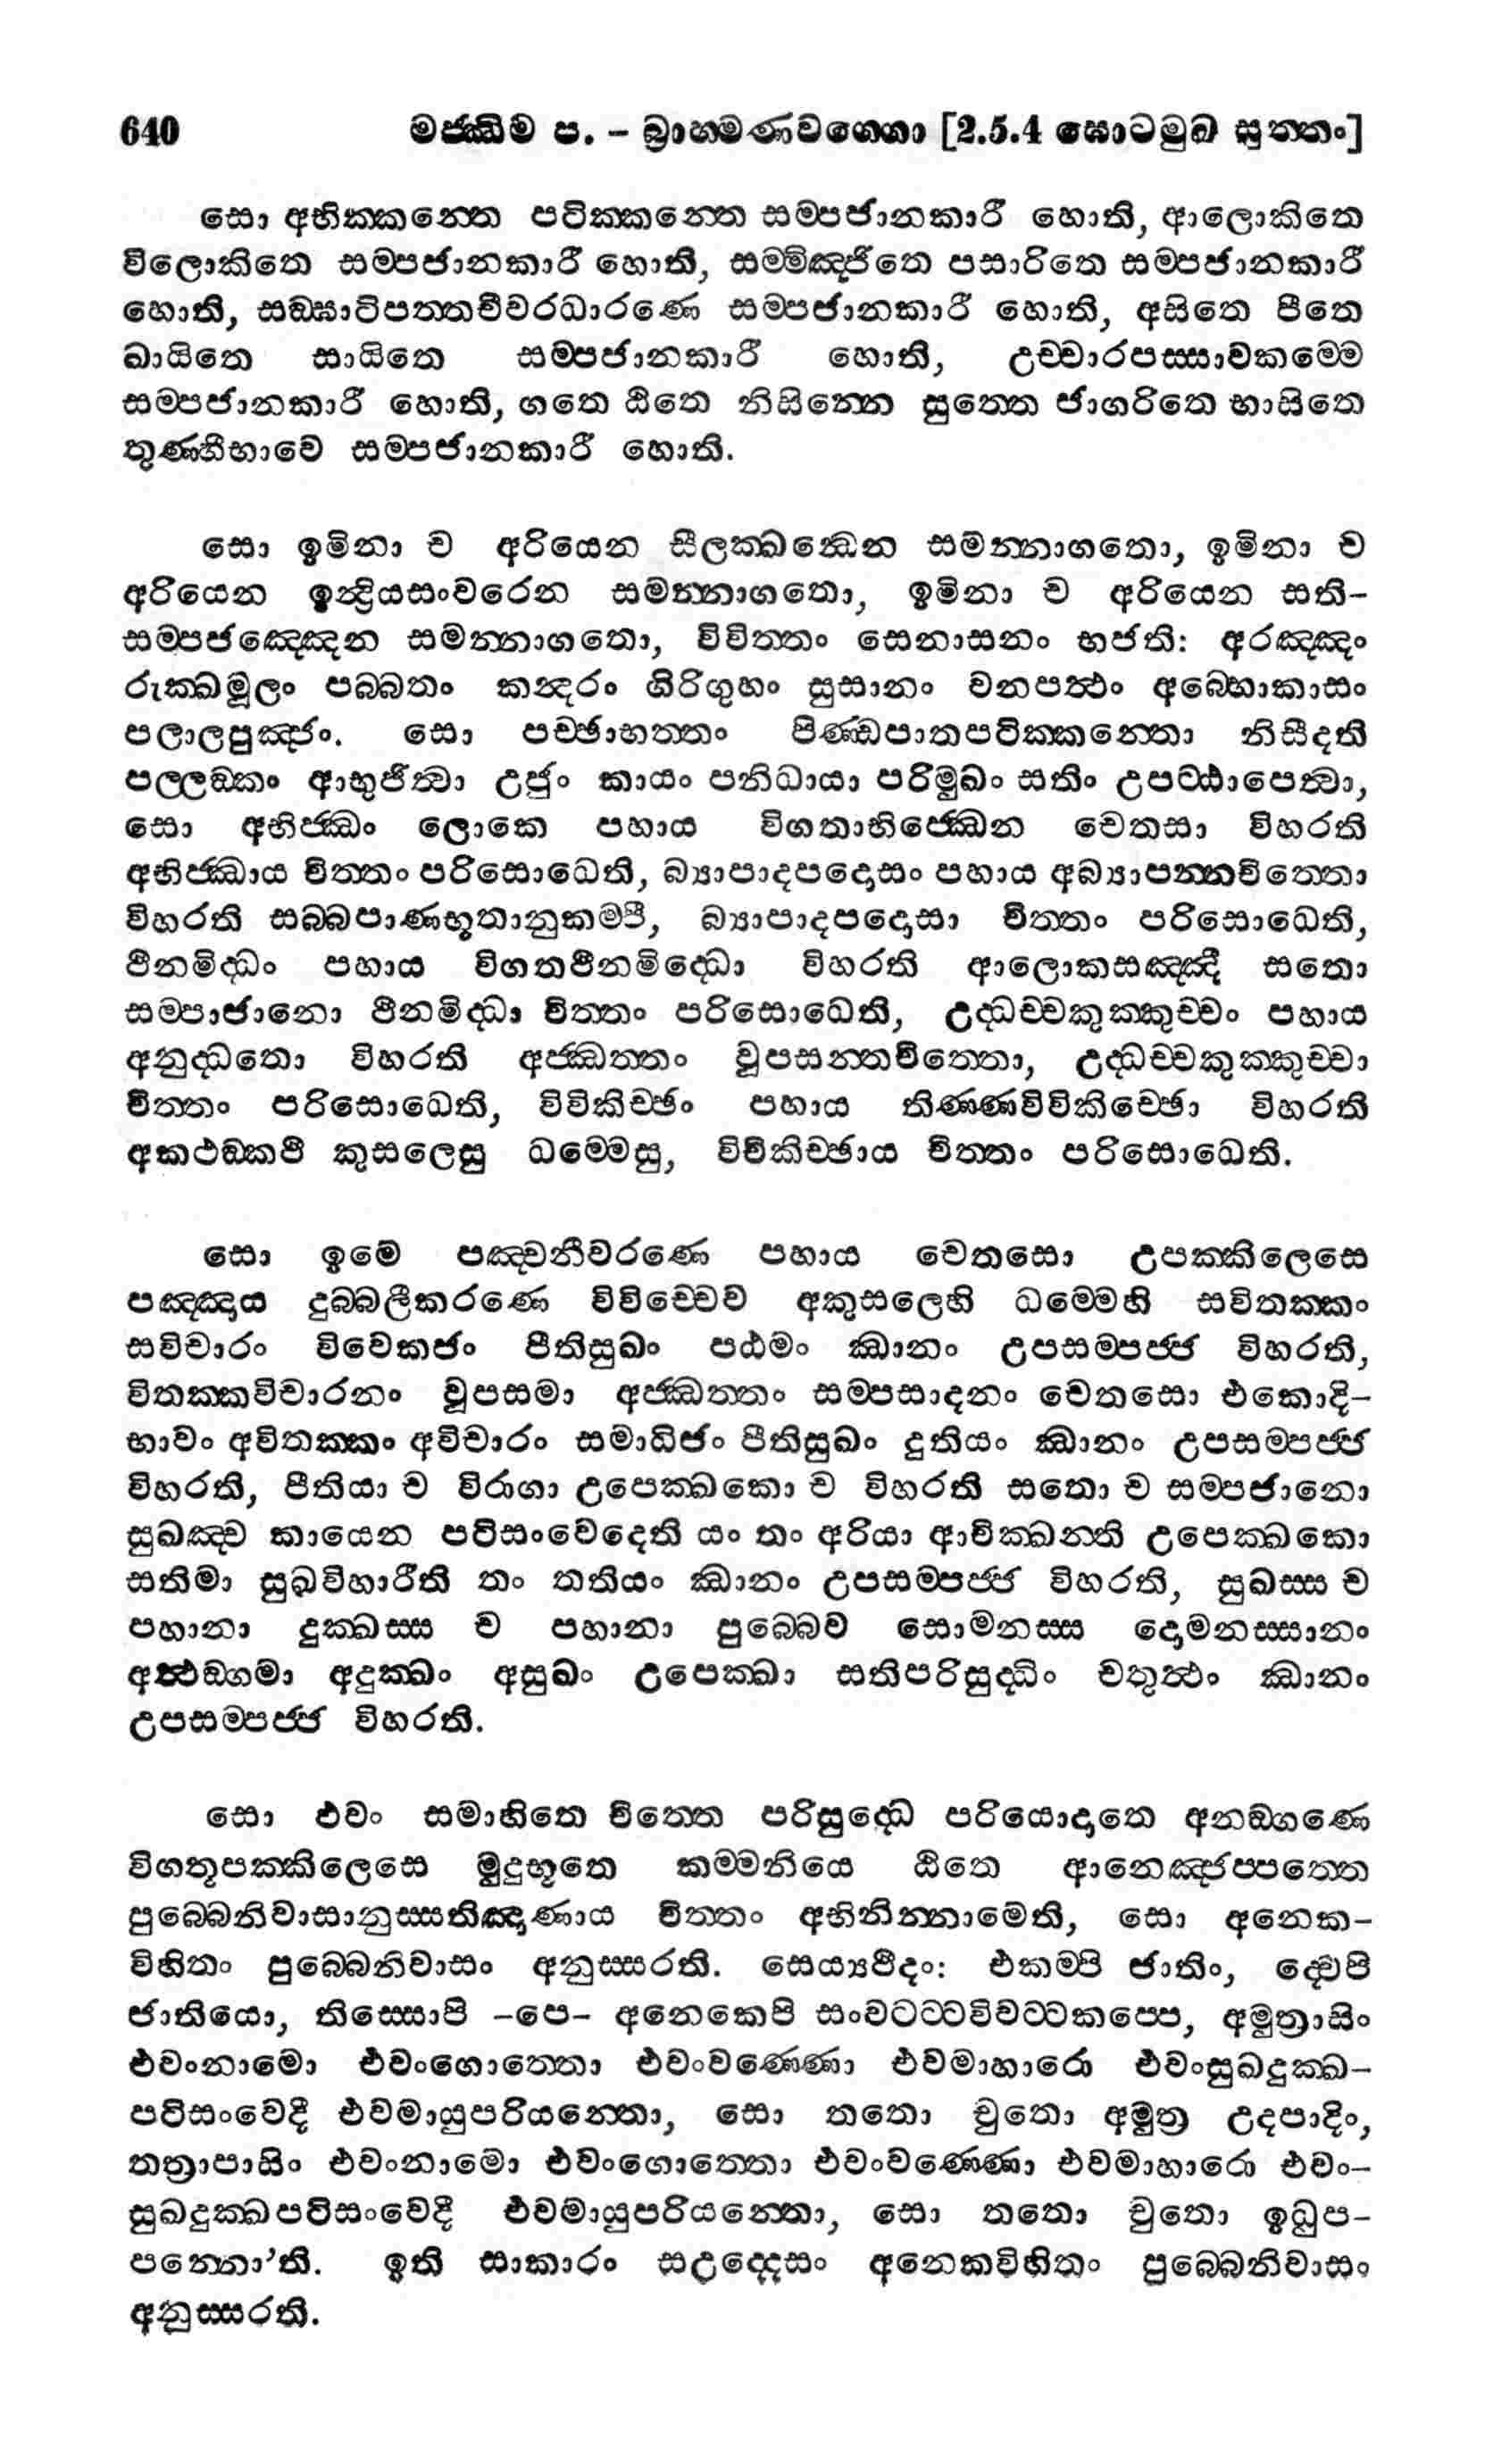 640 මජ්ඣිම ප. – බ්‍රාහ්මණවග්ගො [2.5.4 ඝොටමුඛ සුත්තං]
සො අභික්කන්තෙ පටික්කන්තෙ සම්පජානකාරී හොති, ආලොකිතෙ
විලොකිතෙ සම්පජානකාරී හොති, සම්මිඤ්ජිතෙ පසාරිතෙ සම්පජානකාරී
හොති, සඞ්ඝාටිපත්තචීවරධාරණෙ සම්පජානකාරී හොති, අසිතෙ පීතෙ
ඛායිතෙ සායිතෙ සම්පජානකාරී හොති, උච්චාරපස්සාවකම්මෙ
සම්පජානකාරී හොති, ගතෙ ඨිතෙ නිසින්නෙ සුත්තෙ ජාගරිතෙ භාසිතෙ
තුණ්හීභාවෙ සම්පජානකාරී හොති.
සො ඉමිනා ච අරියෙන සීලක්ඛන්ධෙන සමන්නාගතො, ඉමිනා ච
අරියෙන ඉන්ද්‍රියසංවරෙන සමන්නාගතො, ඉමිනා ච අරියෙන සති-
සම්පජඤ්ඤෙන සමන්නාගතො, විවිත්තං සෙනාසනං භජති: අරඤ්ඤං
රුක්ඛමූලං පබ්බතං කන්දරං ගිරිගුහං සුසානං වනපත්ථං අබ්භොකාසං
පලාලපුඤ්ජං. සො පච්ඡාභත්තං පිණ්ඩපාතපටික්කන්තො නිසීදති
පල්ලඞ්කං ආභුජිත්වා උජුං කායං පනිධායා පරිමුඛං සතිං උපට්ඨාපෙත්වා,
සො අභිජ්ඣං ලොකෙ පහාය විගතාභිජ්ඣෙන චෙතසා විහරති
අභිජ්ඣාය චිත්තං පරිසොධෙති, බ්‍යාපාදපදොසං පහාය අබ්‍යාපන්නචිත්තො
විහරති සබ්බපාණභූතානුකම්පී, බ්‍යාපාදපදොසා චිත්තං පරිසොධෙති,
ථීනමිද්ධං පහාය විගතථීනමිද්ධො විහරති ආලොකසඤ්ඤී සතො
සම්පාජානො ථීනමිද්ධා චිත්තං පරිසොධෙති, උද්ධච්චකුක්කුච්චං පහාය
අනුද්ධතො විහරති අජ්ඣත්තං වූපසන්තචිත්තො, උද්ධච්චකුක්කුච්චා
චිත්තං පරිසොධෙති, විචිකිච්ඡං පහාය තිණ්ණවිචිකිච්ඡො විහරති
අකථඞ්කථී කුසලෙසු ධම්මෙසු, විචිකිච්ඡාය චිත්තං පරිසොධෙති.
සො ඉමෙ පඤ්චනීවරණෙ පහාය චෙතසො උපක්කිලෙසෙ
පඤ්ඤාය දුබ්බලීකරණෙ විවිච්චෙව අකුසලෙහි ධම්මෙහි සවිතක්කං
සවිචාරං විවෙකජං පීතිසුඛං පඨමං ඣානං උපසම්පජ්ජ විහරති,
විතක්කවිචාරනං වූපසමා අජ්ඣත්තං සම්පසාදනං චෙතසො එකොදි-
භාවං අවිතක්කං අවිචාරං සමාධිජං පීතිසුඛං දුතියං ඣානං උපසම්පජ්ජ
විහරති, පීතියා ච විරාගා උපෙක්ඛකො ච විහරති සතො ච සම්පජානො
සුඛඤ්ච කායෙන පටිසංවෙදෙති යං තං අරියා ආචික්ඛන්ති උපෙක්ඛකො
සතිමා සුඛවිහාරීති තං තතියං ඣානං උපසම්පජ්ජ විහරති, සුඛස්ස ච
පහානා දුක්ඛස්ස ච පහානා පුබ්බෙව සොමනස්ස දොමනස්සානං
අත්ථඞ්ගමා අදුක්ඛං අසුඛං උපෙක්ඛා සතිපරිසුද්ධිං චතුත්ථං ඣානං
උපසම්පජ්ජ විහරති.
සො එවං සමාහිතෙ චිත්තෙ පරිසුද්ධෙ පරියොදාතෙ අනඞ්ගණෙ
විගතූපක්කිලෙසෙ මුදුභූතෙ කම්මනියෙ ඨිතෙ ආනෙඤ්ජප්පත්තෙ
පුබ්බෙනිවාසානුස්සතිඤාණාය චිත්තං අභිනින්නාමෙති, සො අනෙක-
විහිතං පුබ්බෙනිවාසං අනුස්සරති. සෙය්‍යථීදං: එකම්පි ජාතිං, ද්වෙපි
ජාතියො, තිස්සොපි -පෙ- අනෙකෙපි සංවට්ටට්ටවිවට්ටකප්පෙ, අමුත්‍රාසිං
එවංනාමො එවංගොත්තො එවංවණ්ණො එවමාහාරො එවංසුඛදුක්ඛ-
පටිසංවෙදී එවමායුපරියන්තො, සො තතො චුතො අමුත්‍ර උදපාදිං,
තත්‍රාපාසිං එවංනාමො එවංගොත්තො එවංවණ්ණො එවමාහාරො එවං-
සුඛදුක්ඛපටිසංවෙදී එවමායුපරියන්තො, සො තතො චුතො ඉධුප-
පන්නො’ති. ඉති සාකාරං සඋද්දෙසං අනෙකවිහිතං පුබ්බෙනිවාසං
අනුස්සරති.